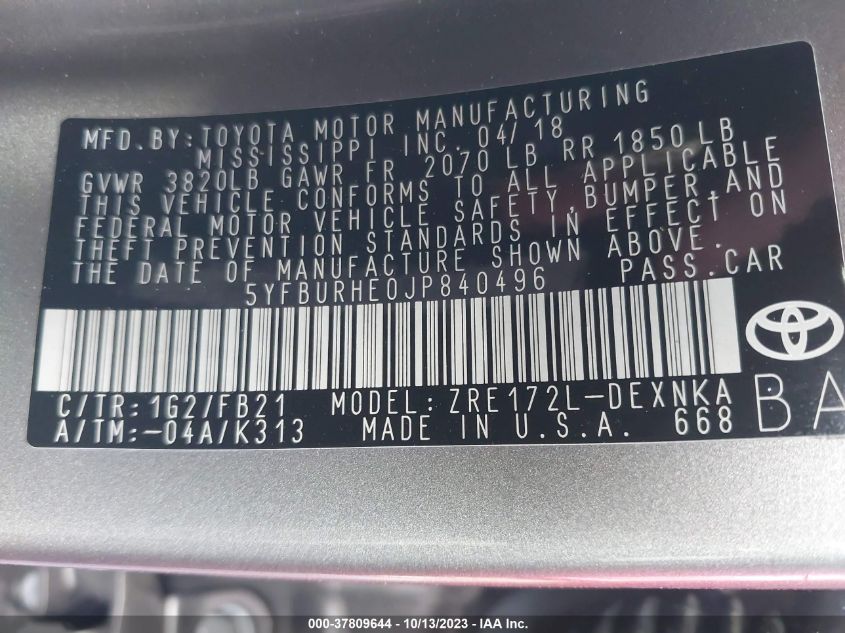 MFD. BY: TOYOTA MOTOR MANUFACTURING
MISSISSIPPI INC. 04/18
GVWR 3820LB GAWR FR 2070 LB RR 1850 LB
THIS VEHICLE CONFORMS TO ALL APPLICABLE
FEDERAL MOTOR VEHICLE SAFETY, BUMPER, AND
THEFT PREVENTION STANDARDS IN EFFECT ON
THE DATE OF MANUFACTURE SHOWN ABOVE.
5YFBURHE0JP840496 PASS. CAR
C/TR: 1G2/FB21 MODEL: ZRE172L-DEXNKA
A/TM: -04A/K313 MADE IN U.S.A. 668
BA
000-37809644 - 10/13/2023 - IAA Inc.